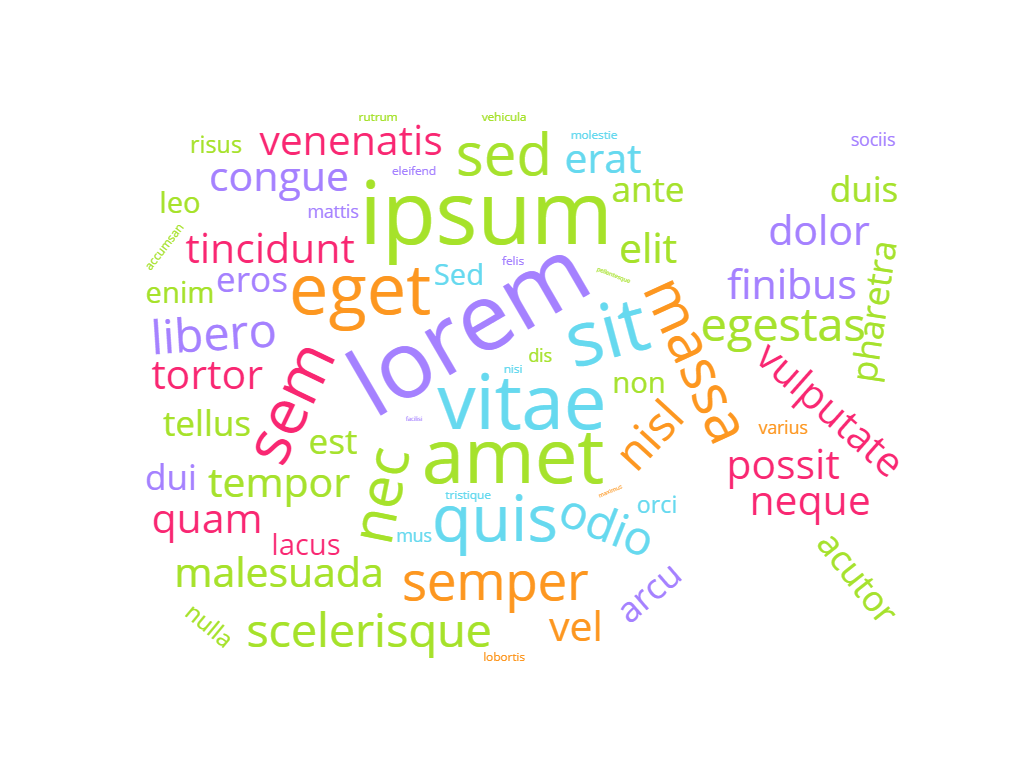 rutrum
vehicula
molestie
sociis
risus
venenatis
sed
erat
congue
eleifend
ante
duis
leo
mattis
ipsum
dolor
accumsan
tincidunt
elit
pharetra
eros
Sed
felis
pellentesque
enim
eget
lorem
finibus
libero
sit
massa
egestas
tortor
sem
dis
nisi
non
vulputate
vitae
tellus
est
facilisi
nisl
varius
amet
possit
dui
tempor
nec
tristique
maximus
neque
quam
quis
odio
orci
lacus
mus
malesuada
semper
arcu
acutor
nulla
scelerisque
vel
lobortis